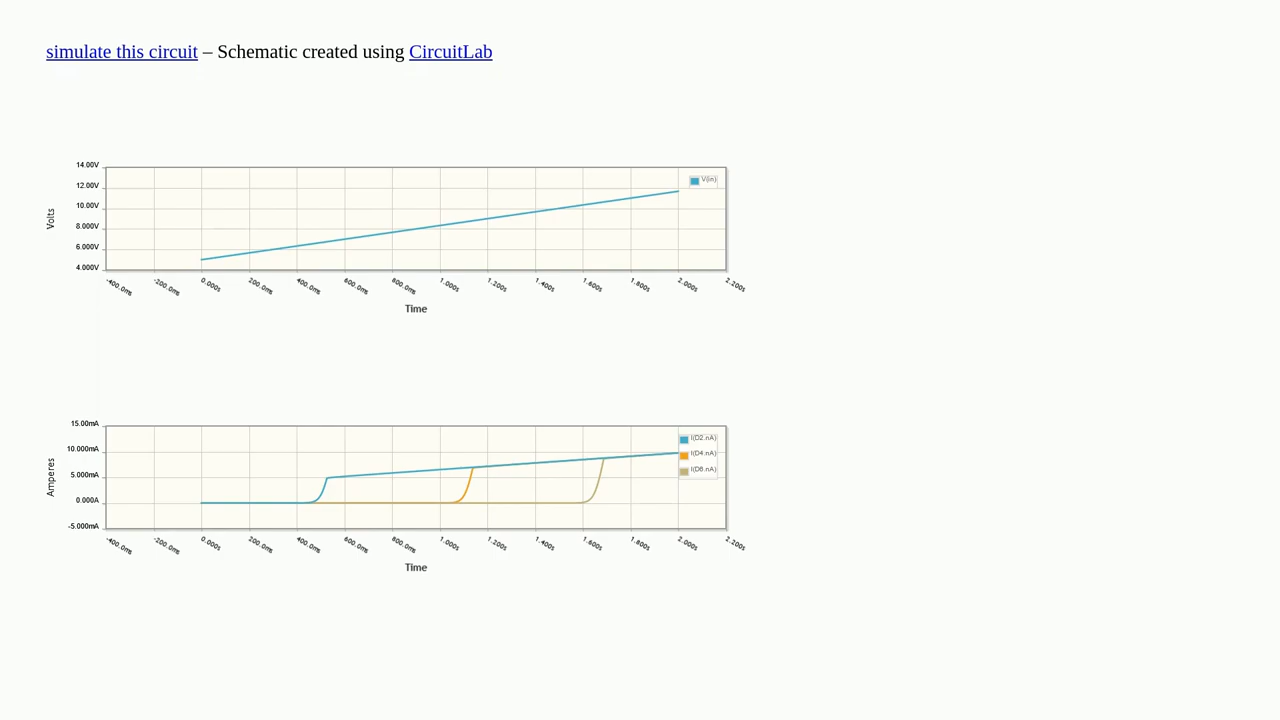 simulate this circuit – Schematic created using CircuitLab
14.00V
12.00V
10.00V
8.000V
6.000V
4.000V
Volts
V(in)
-400.0ms -200.0ms 0.000s 200.0ms 400.0ms 600.0ms 800.0ms 1.000s 1.200s 1.400s 1.600s 1.800s 2.000s 2.200s
Time
15.00mA
10.000mA
5.000mA
0.000A
-5.000mA
Amperes
I(D2.nA)
I(D4.nA)
I(D6.nA)
-400.0ms -200.0ms 0.000s 200.0ms 400.0ms 600.0ms 800.0ms 1.000s 1.200s 1.400s 1.600s 1.800s 2.000s 2.200s
Time